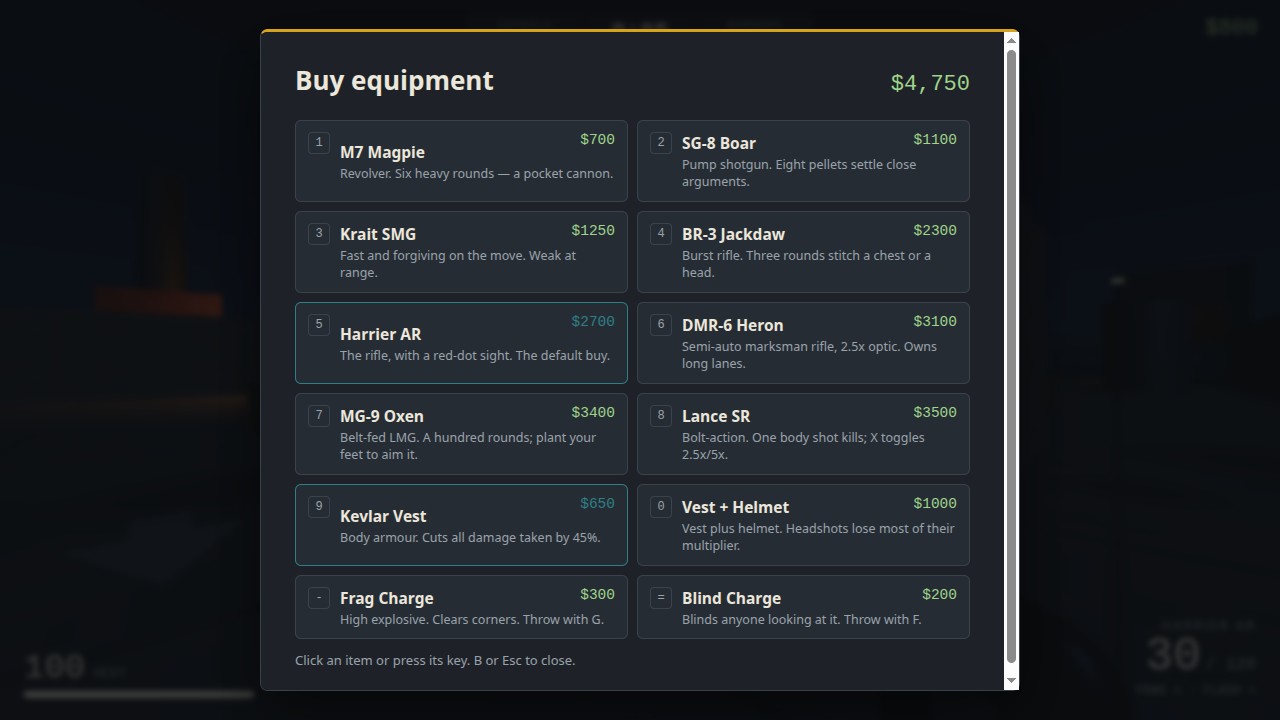 Buy equipment
$4,750
1
M7 Magpie
$700
Revolver. Six heavy rounds — a pocket cannon.
2
SG-8 Boar
$1100
Pump shotgun. Eight pellets settle close
arguments.
3
Krait SMG
$1250
Fast and forgiving on the move. Weak at
range.
4
BR-3 Jackdaw
$2300
Burst rifle. Three rounds stitch a chest or a
head.
5
Harrier AR
$2700
The rifle, with a red-dot sight. The default buy.
6
DMR-6 Heron
$3100
Semi-auto marksman rifle, 2.5x optic. Owns
long lanes.
7
MG-9 Oxen
$3400
Belt-fed LMG. A hundred rounds; plant your
feet to aim it.
8
Lance SR
$3500
Bolt-action. One body shot kills; X toggles
2.5x/5x.
9
Kevlar Vest
$650
Body armour. Cuts all damage taken by 45%.
0
Vest + Helmet
$1000
Vest plus helmet. Headshots lose most of their
multiplier.
-
Frag Charge
$300
High explosive. Clears corners. Throw with G.
=
Blind Charge
$200
Blinds anyone looking at it. Throw with F.
Click an item or press its key. B or Esc to close.
100
30